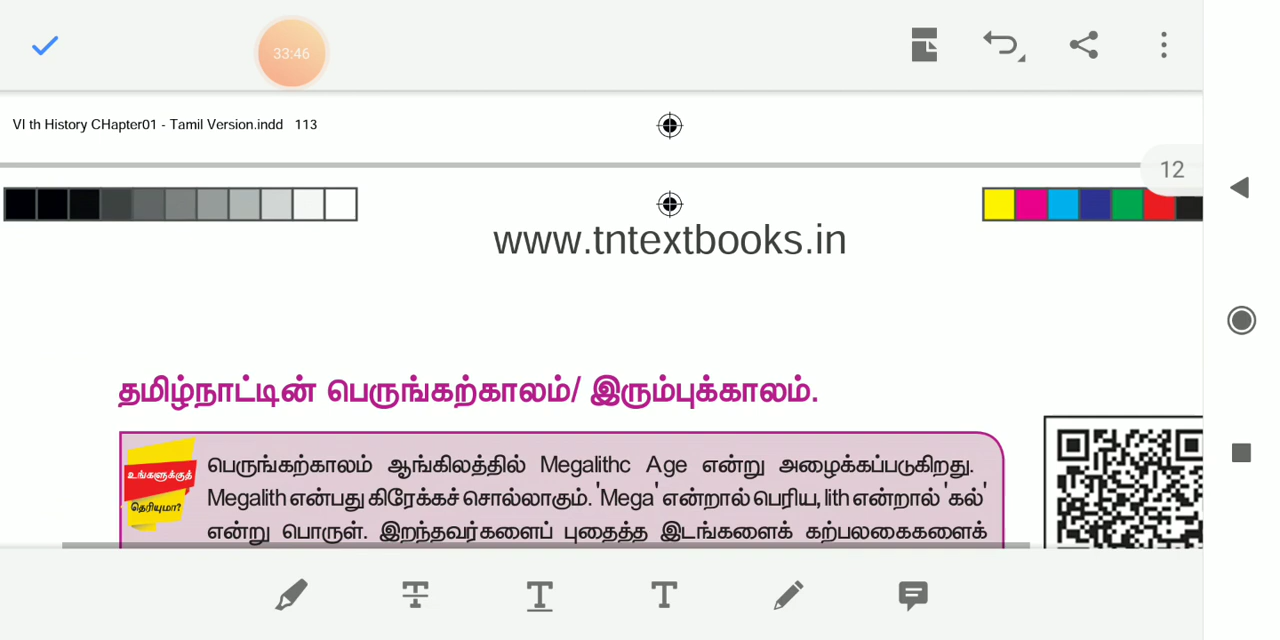 33:46
VI th History CHapter01 - Tamil Version.indd 113
12
www.tntextbooks.in
தமிழ்நாட்டின் பெருங்கற்காலம்/ இரும்புக்காலம்.
உங்களுக்குத்
தெரியுமா?
பெருங்கற்காலம் ஆங்கிலத்தில் Megalithc Age என்று அழைக்கப்படுகிறது.
Megalith என்பது கிரேக்கச் சொல்லாகும். 'Mega' என்றால் பெரிய, lith என்றால் 'கல்'
என்று பொருள். இறந்தவர்களைப் புதைத்த இடங்களைக் கற்பலகைகளைக்